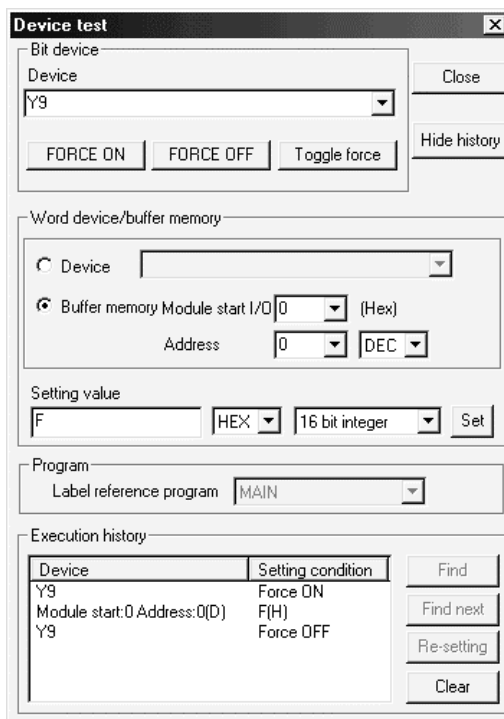 Device test
Bit device
Device
Close
Y9
FORCE ON FORCE OFF Toggle force
Hide history
Word device/buffer memory
Device
Buffer memory Module start I/O 0 (Hex)
Address 0 DEC
Setting value
F HEX 16 bit integer Set
Program
Label reference program MAIN
Execution history
Device Setting condition
Y9 Force ON
Module start:0 Address:0(D) F(H)
Y9 Force OFF
Find
Find next
Re-setting
Clear